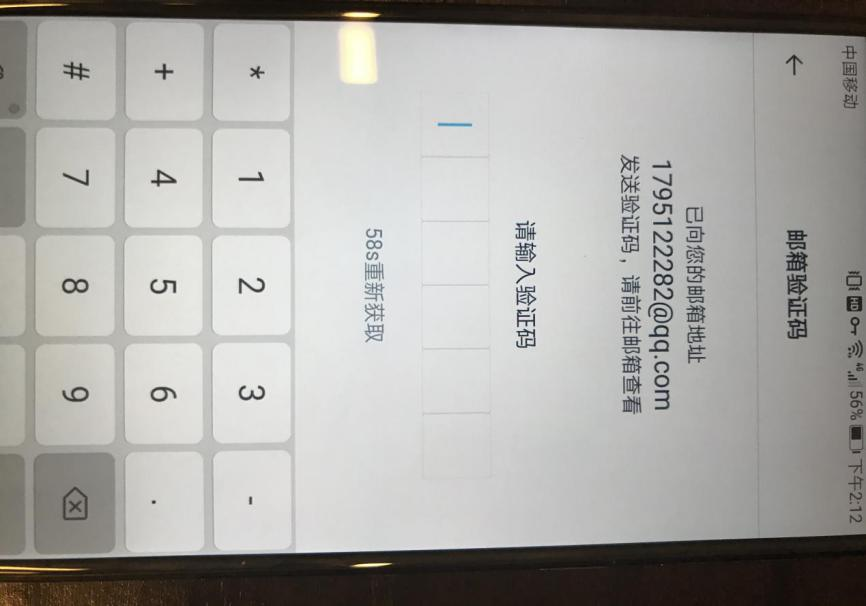 中国移动
HD 4G 56% 下午2:12
邮箱验证码
已向您的邮箱地址
1795122282@qq.com
发送验证码，请前往邮箱查看
请输入验证码
58s重新获取
* 1 2 3 -
+ 4 5 6 .
# 7 8 9